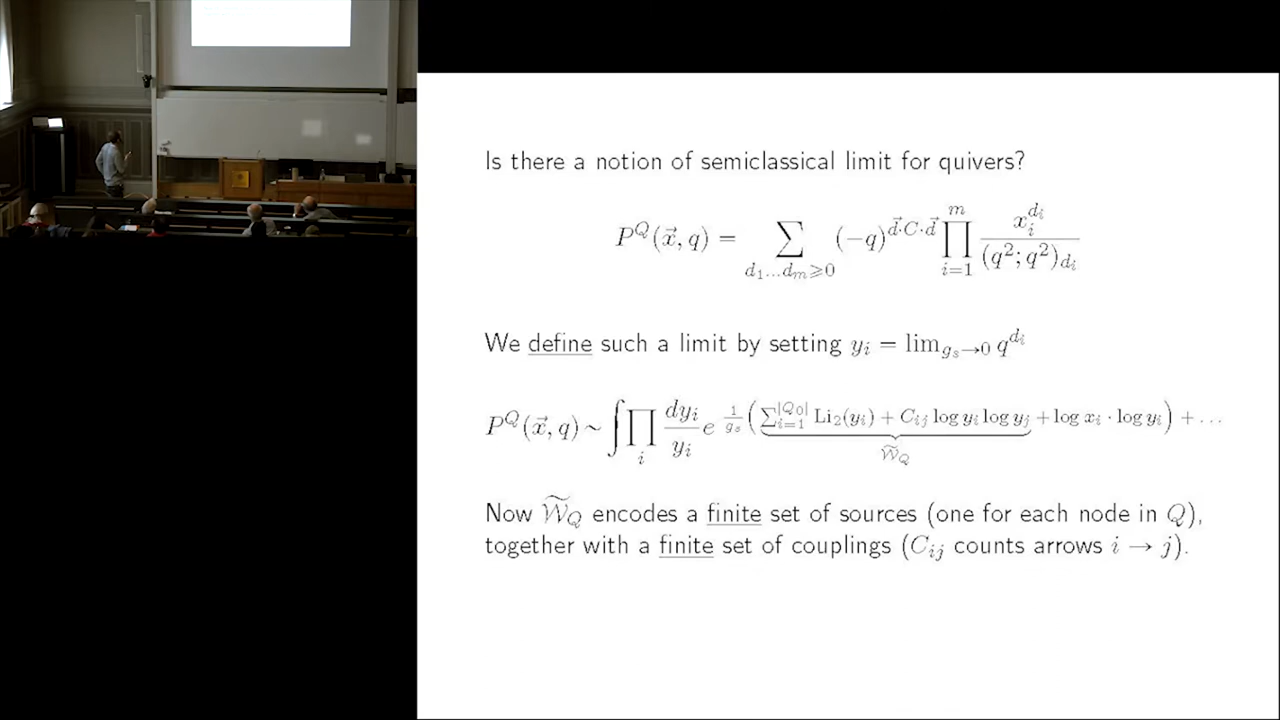 Is there a notion of semiclassical limit for quivers?
P^Q(\vec{x}, q) = \sum_{d_1 \ldots d_m \geqslant 0} (-q)^{\vec{d} \cdot C \cdot \vec{d}} \prod_{i=1}^{m} \frac{x_i^{d_i}}{(q^2; q^2)_{d_i}}
We define such a limit by setting y_i = \lim_{g_s \to 0} q^{d_i}
P^Q(\vec{x}, q) \sim \int \prod_i \frac{dy_i}{y_i} e^{\frac{1}{g_s} \left( \underbrace{\sum_{i=1}^{|Q_0|} \mathrm{Li}_2(y_i) + C_{ij} \log y_i \log y_j}_{\widetilde{\mathcal{W}}_Q} + \log x_i \cdot \log y_i \right) + \ldots}
Now \widetilde{\mathcal{W}}_Q encodes a finite set of sources (one for each node in Q),
together with a finite set of couplings (C_{ij} counts arrows i → j).